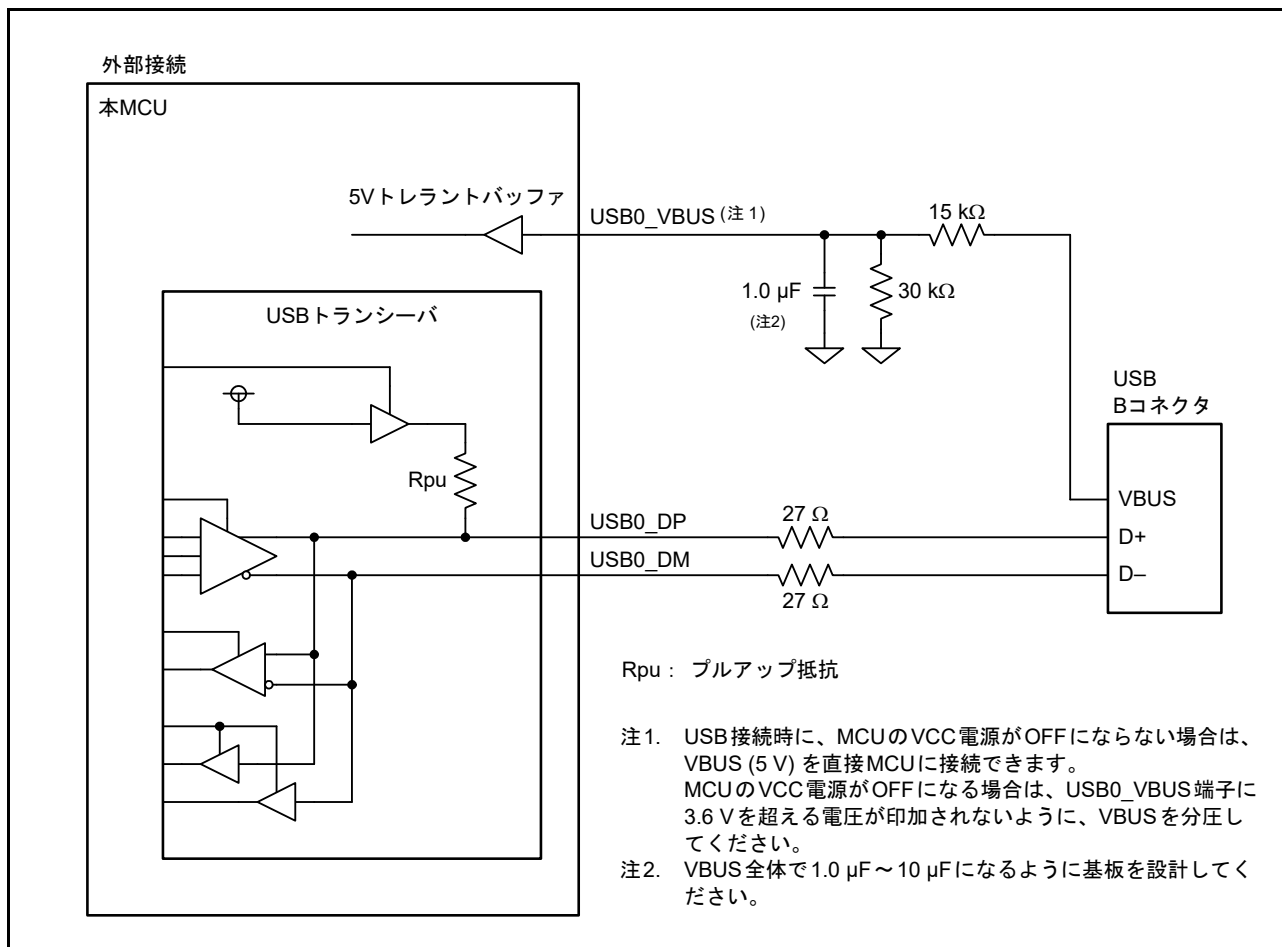 外部接続
本MCU
5Vトレラントバッファ
USB0_VBUS (注 1)
15 kΩ
1.0 µF
(注2)
30 kΩ
USBトランシーバ
USB
Bコネクタ
Rpu
VBUS
USB0_DP
27 Ω
D+
USB0_DM
27 Ω
D–
Rpu： プルアップ抵抗
注1. USB接続時に、MCUのVCC電源がOFFにならない場合は、
VBUS (5 V) を直接MCUに接続できます。
MCUのVCC電源がOFFになる場合は、USB0_VBUS端子に
3.6 Vを超える電圧が印加されないように、VBUSを分圧し
てください。
注2. VBUS全体で1.0 µF～10 µFになるように基板を設計してく
ださい。